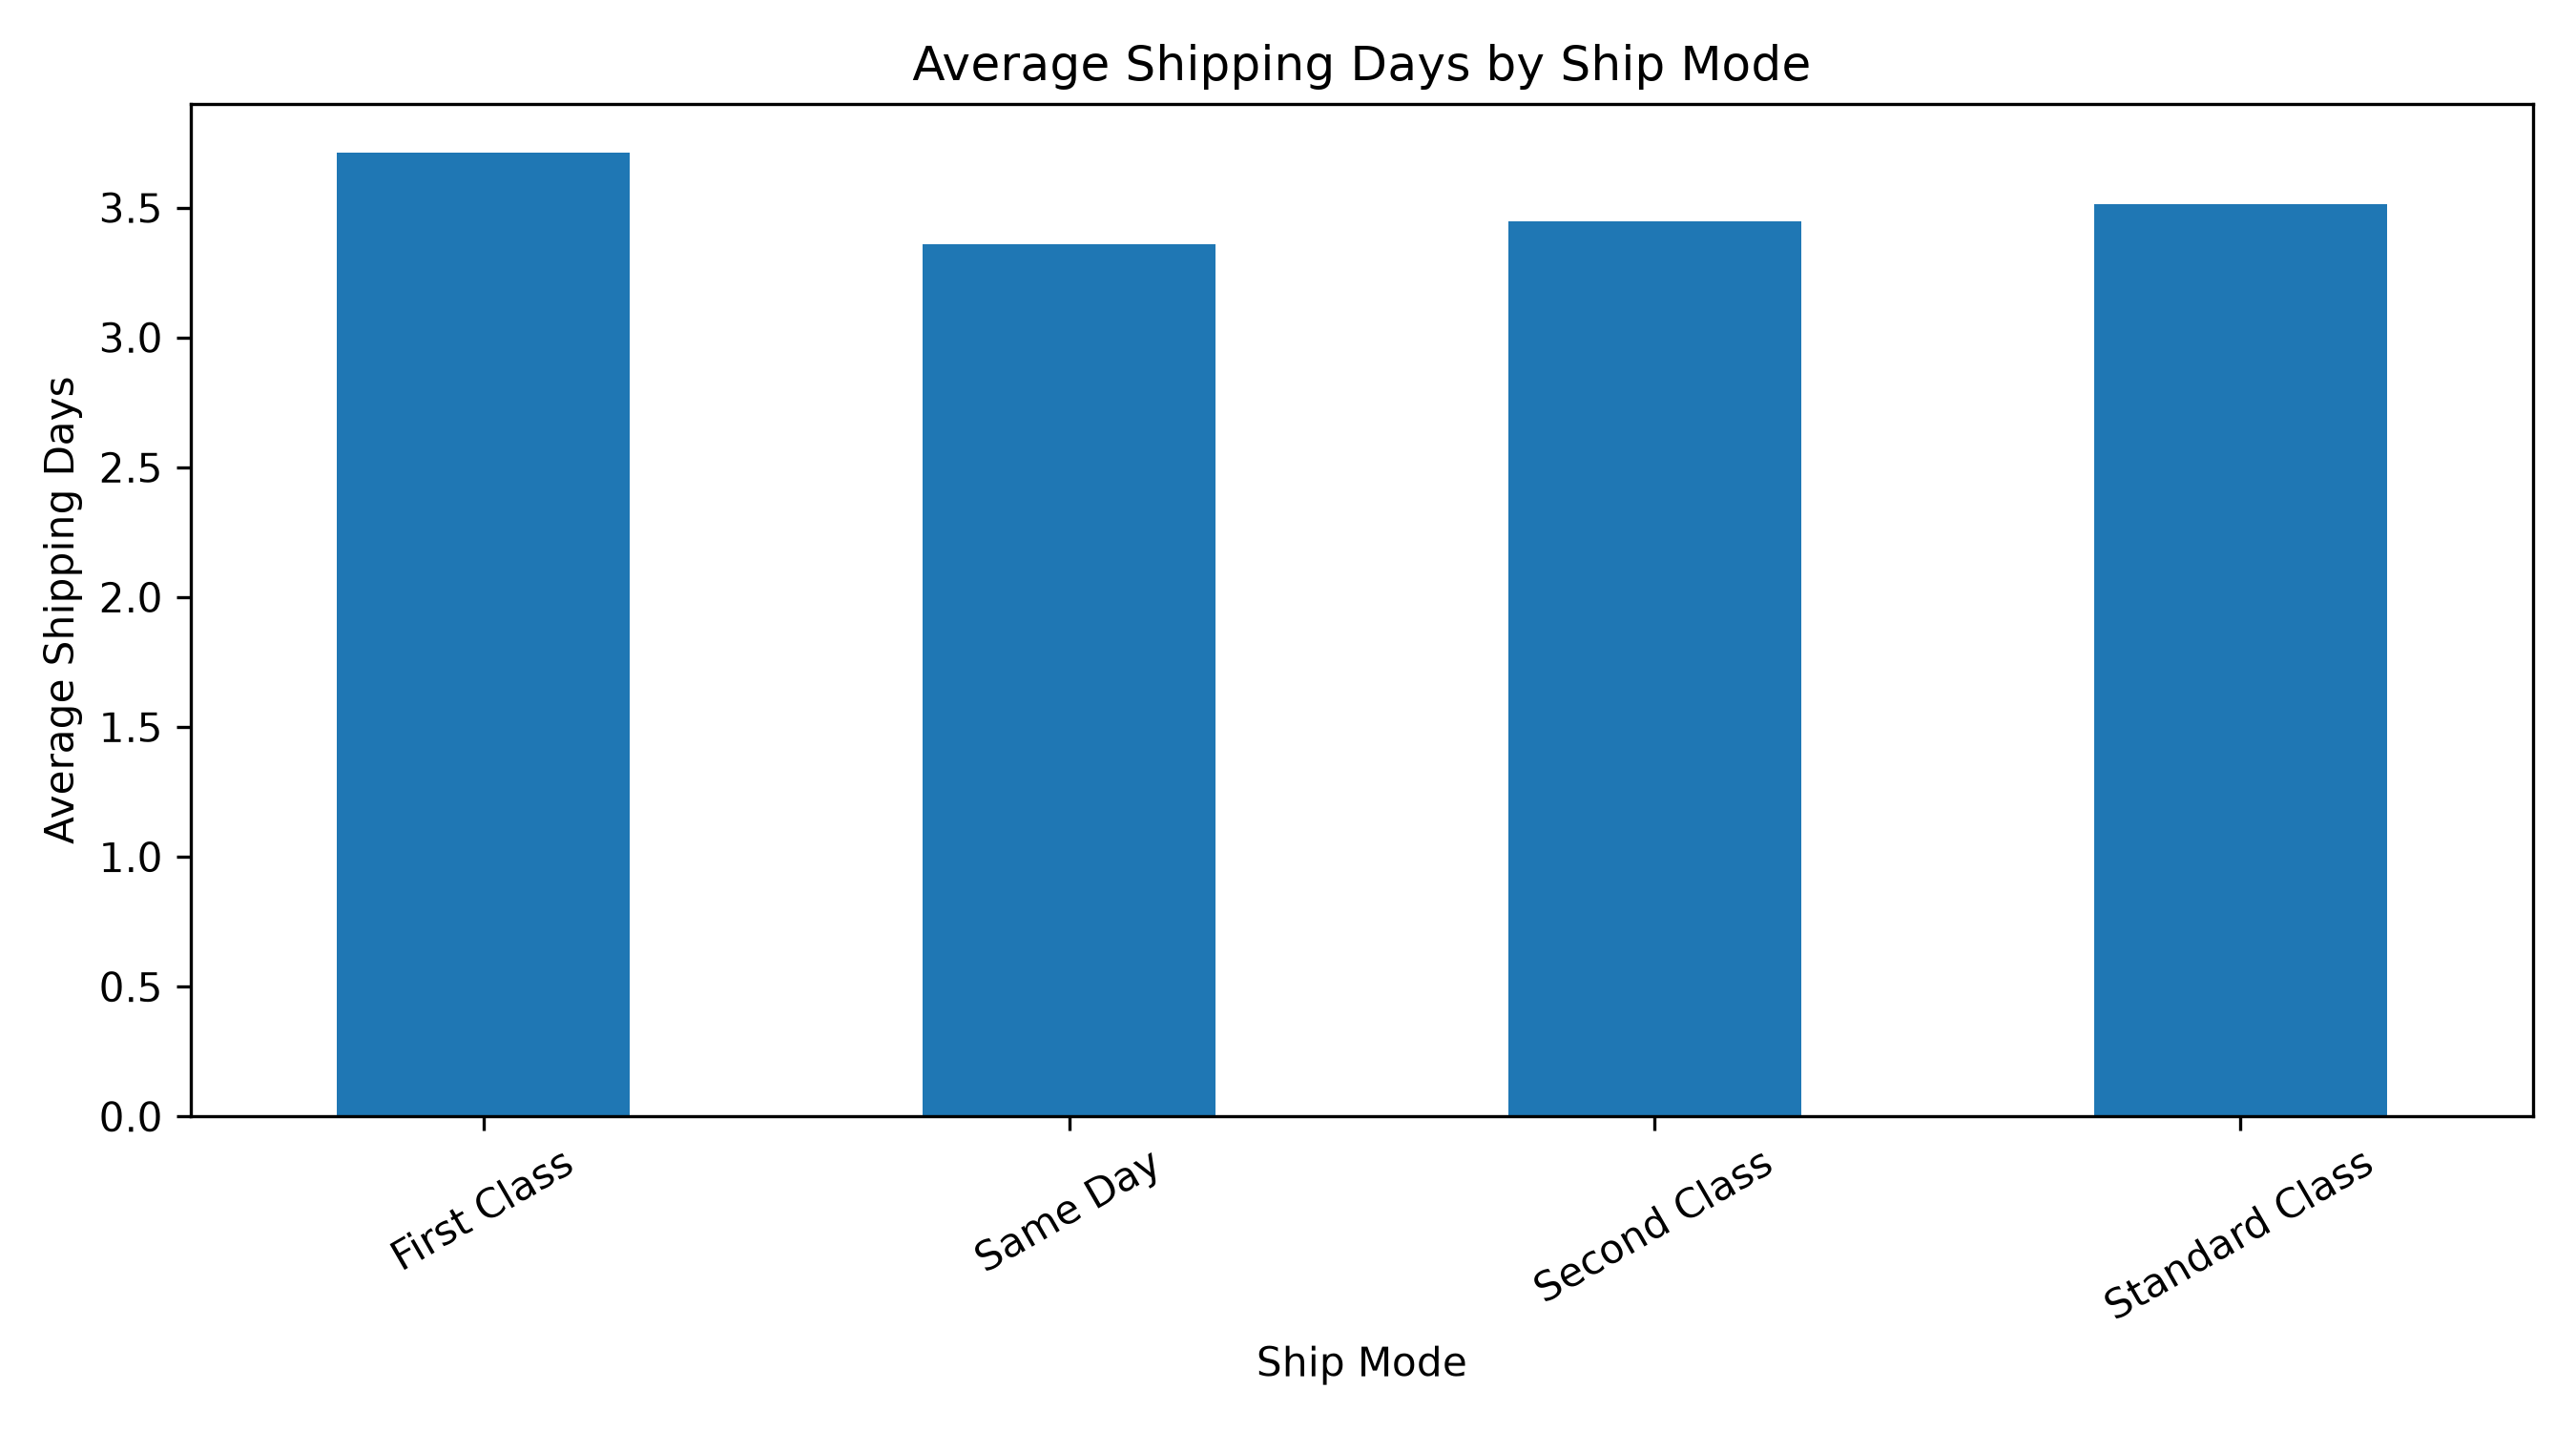 Average Shipping Days by Ship Mode
Average Shipping Days
3.5
3.0
2.5
2.0
1.5
1.0
0.5
0.0
First Class
Same Day
Second Class
Standard Class
Ship Mode